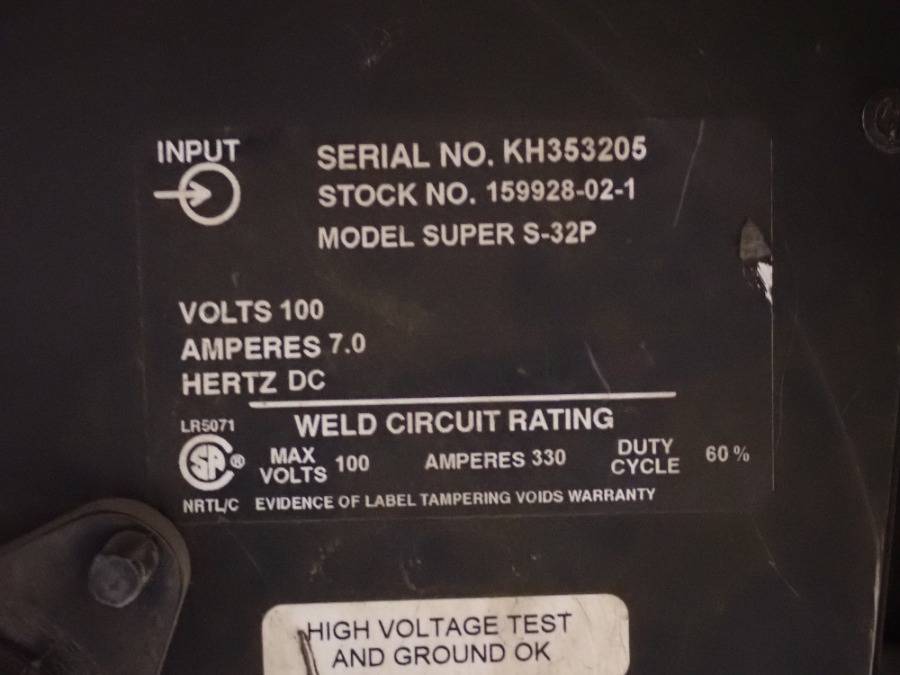 INPUT
SERIAL NO. KH353205
STOCK NO. 159928-02-1
MODEL SUPER S-32P
VOLTS 100
AMPERES 7.0
HERTZ DC
LR5071
WELD CIRCUIT RATING
SA ®
MAX VOLTS 100 AMPERES 330 DUTY CYCLE 60 %
NRTL/C EVIDENCE OF LABEL TAMPERING VOIDS WARRANTY
HIGH VOLTAGE TEST
AND GROUND OK